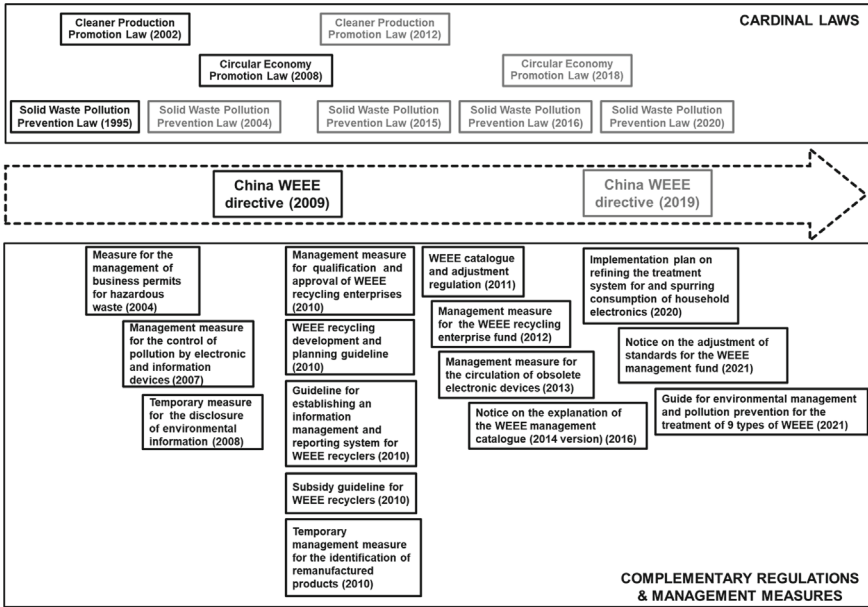 CARDINAL LAWS
Cleaner Production
Promotion Law (2002)
Cleaner Production
Promotion Law (2012)
Circular Economy
Promotion Law (2008)
Circular Economy
Promotion Law (2018)
Solid Waste Pollution
Prevention Law (1995)
Solid Waste Pollution
Prevention Law (2004)
Solid Waste Pollution
Prevention Law (2015)
Solid Waste Pollution
Prevention Law (2016)
Solid Waste Pollution
Prevention Law (2020)
China WEEE
directive (2009)
China WEEE
directive (2019)
Measure for the
management of
business permits
for hazardous
waste (2004)
Management measure
for the control of
pollution by electronic
and information
devices (2007)
Temporary measure
for the disclosure
of environmental
information (2008)
Management measure
for qualification and
approval of WEEE
recycling enterprises
(2010)
WEEE recycling
development and
planning guideline
(2010)
Guideline for
establishing an
information
management and
reporting system for
WEEE recyclers (2010)
Subsidy guideline for
WEEE recyclers (2010)
Temporary
management measure
for the identification of
remanufactured
products (2010)
WEEE catalogue
and adjustment
regulation (2011)
Management measure
for the WEEE recycling
enterprise fund (2012)
Management measure for
the circulation of obsolete
electronic devices (2013)
Notice on the explanation of
the WEEE management
catalogue (2014 version) (2016)
Implementation plan on
refining the treatment
system for and spurring
consumption of household
electronics (2020)
Notice on the adjustment of
standards for the WEEE
management fund (2021)
Guide for environmental management
and pollution prevention for the
treatment of 9 types of WEEE (2021)
COMPLEMENTARY REGULATIONS
& MANAGEMENT MEASURES